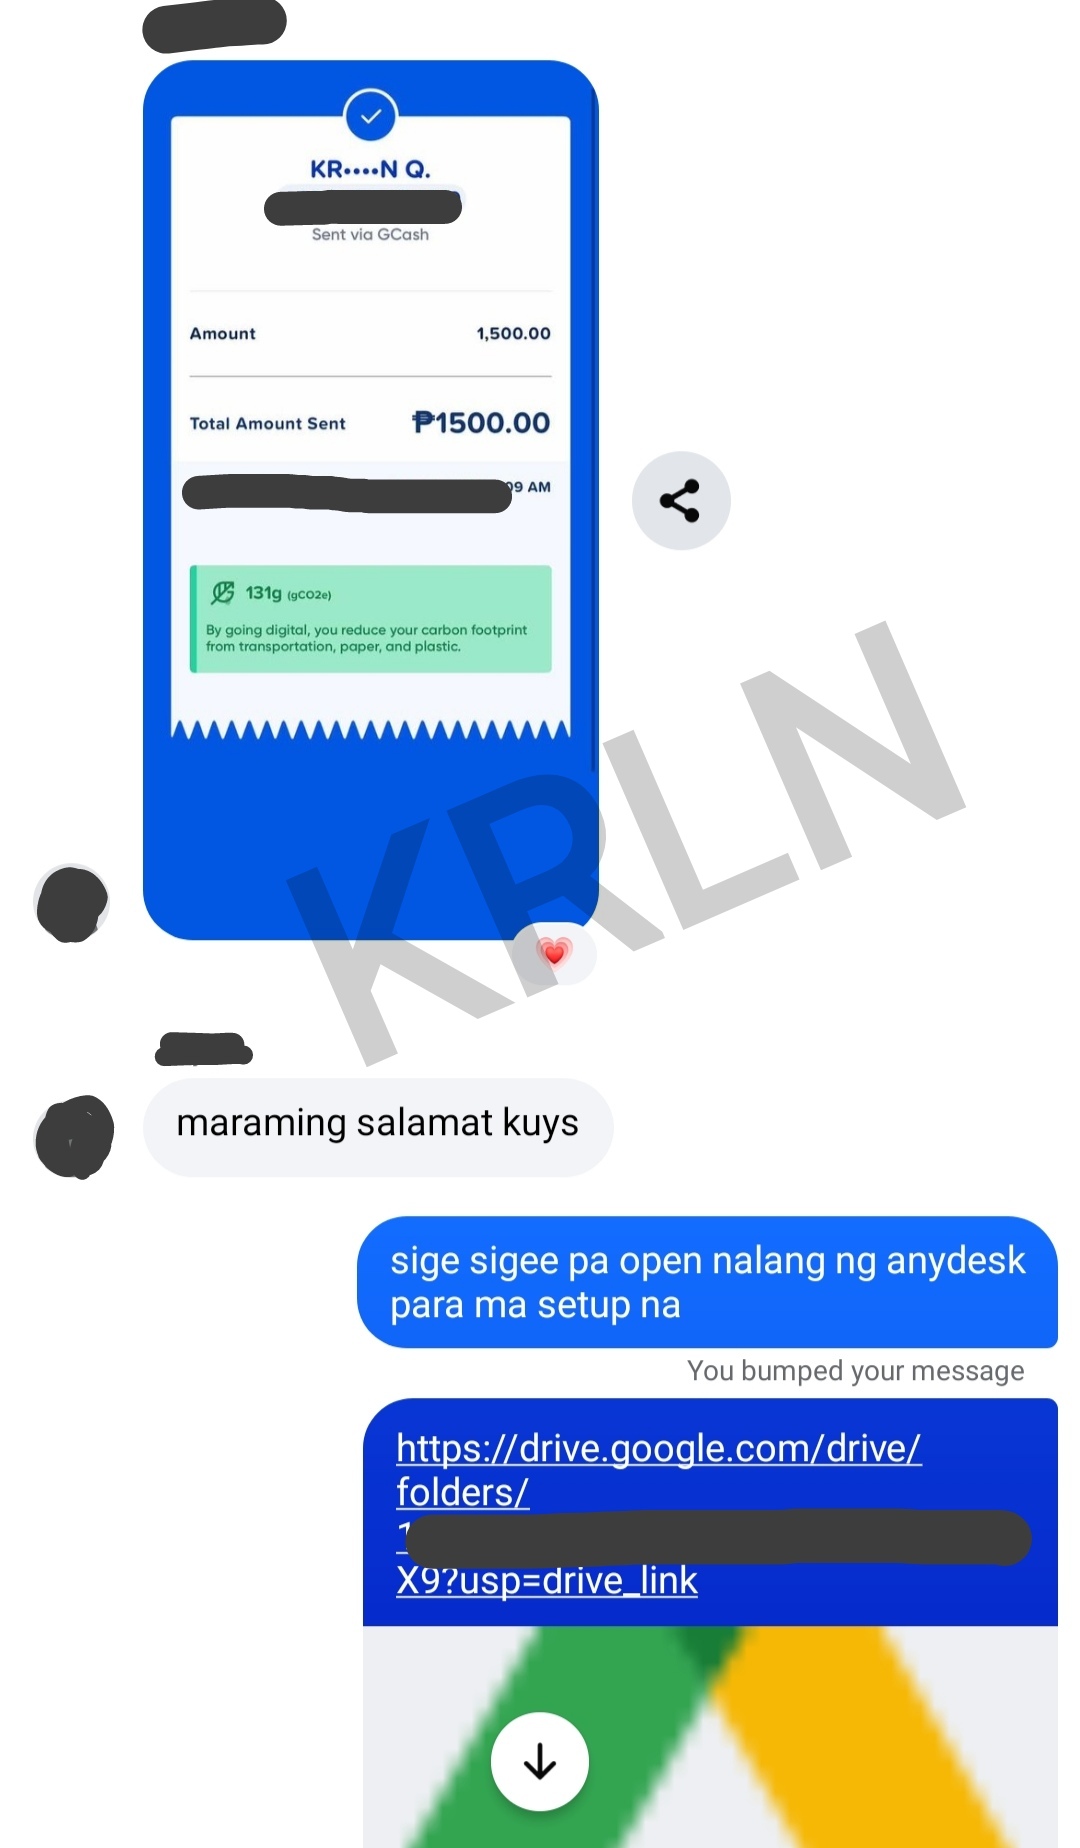 KR••••N Q.
Sent via GCash
Amount 1,500.00
Total Amount Sent ₱1500.00
09 AM
131g (gCO2e)
By going digital, you reduce your carbon footprint
from transportation, paper, and plastic.
KRLN
maraming salamat kuys
sige sigee pa open nalang ng anydesk
para ma setup na
You bumped your message
https://drive.google.com/drive/
folders/
1
X9?usp=drive_link